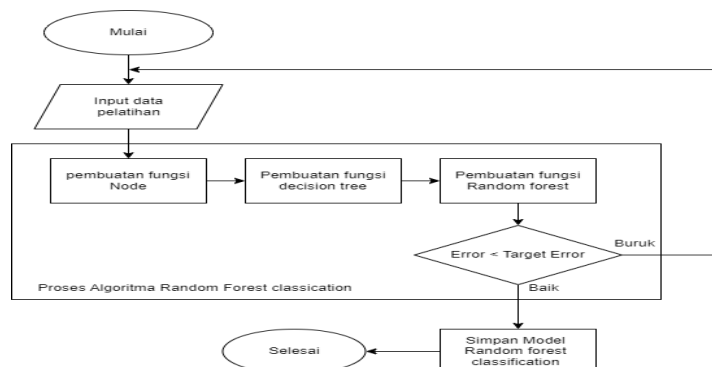 Mulai
Input data
pelatihan
pembuatan fungsi
Node
Pembuatan fungsi
decision tree
Pembuatan fungsi
Random forest
Error < Target Error
Buruk
Proses Algoritma Random Forest classication
Baik
Selesai
Simpan Model
Random forest
classification